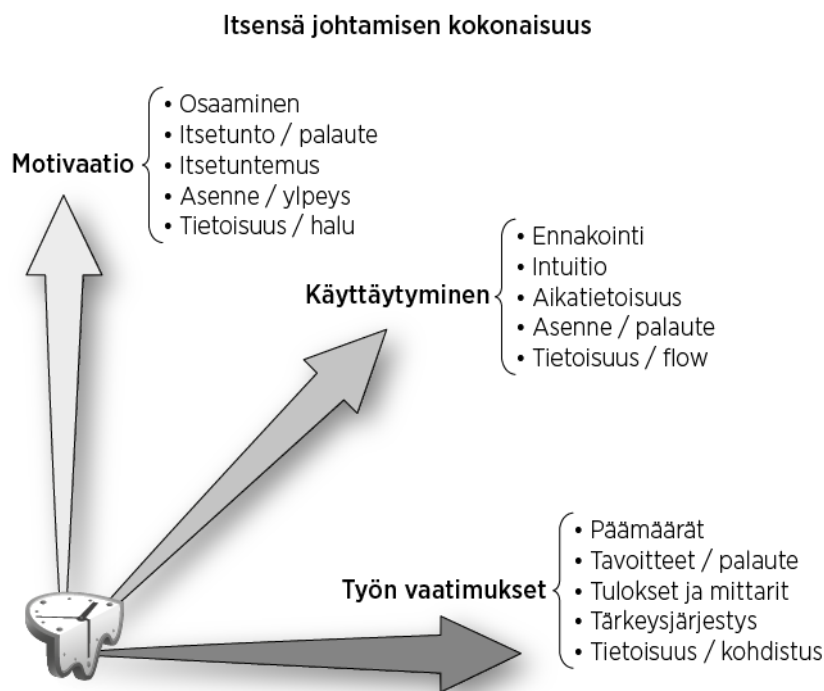 Itsensä johtamisen kokonaisuus
Motivaatio
• Osaaminen
• Itsetunto / palaute
• Itsetuntemus
• Asenne / ylpeys
• Tietoisuus / halu
Käyttäytyminen
• Ennakointi
• Intuitio
• Aikatietoisuus
• Asenne / palaute
• Tietoisuus / flow
Työn vaatimukset
• Päämäärät
• Tavoitteet / palaute
• Tulokset ja mittarit
• Tärkeysjärjestys
• Tietoisuus / kohdistus